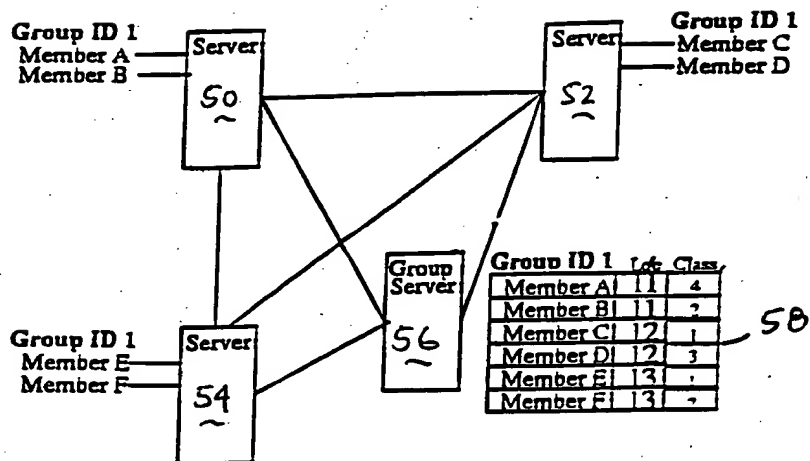 Group ID 1
Member A
Member B
Server
50
Server
52
Group ID 1
Member C
Member D
Group Server
56
Group ID 1 Loc Class
Member A 11 4
Member B 11 2
Member C 12 1
Member D 12 3
Member E 13
Member F 13
58
Group ID 1
Member E
Member F
Server
54